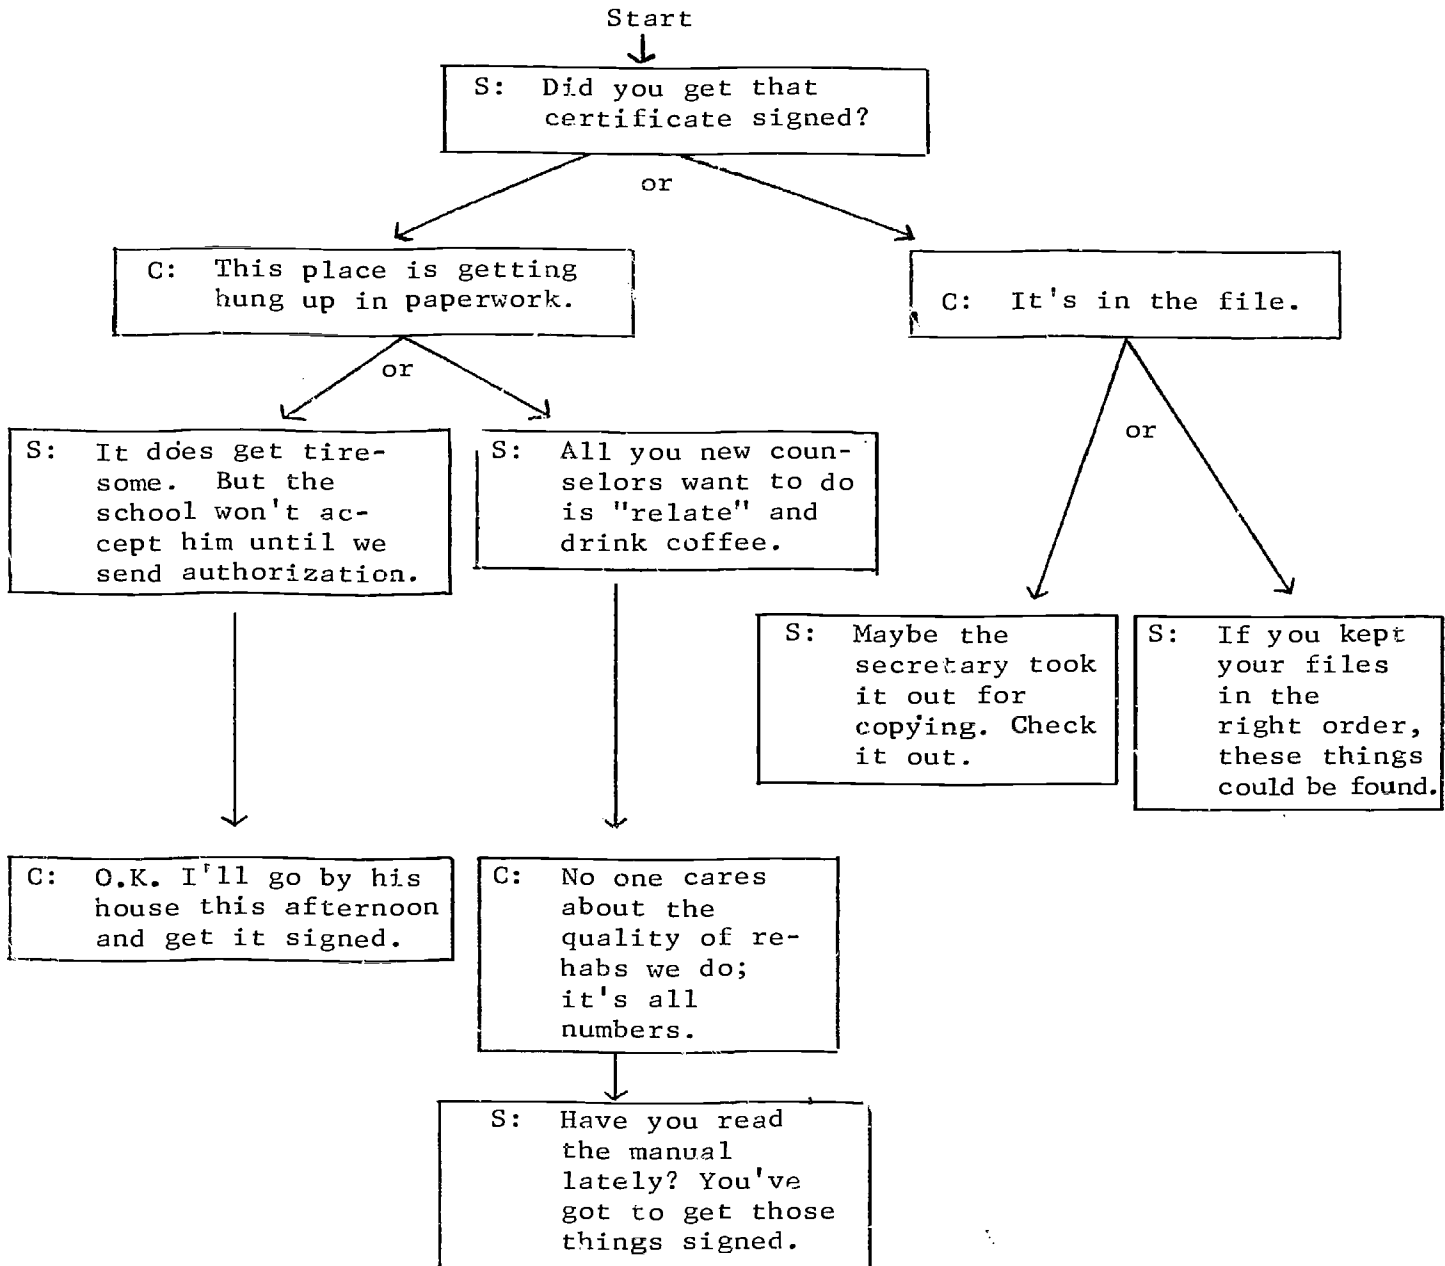 Start
S: Did you get that
certificate signed?
or
C: This place is getting
hung up in paperwork.
C: It's in the file.
or
or
S: It does get tire-
some. But the
school won't ac-
cept him until we
send authorization.
S: All you new coun-
selors want to do
is "relate" and
drink coffee.
S: Maybe the
secretary took
it out for
copying. Check
it out.
S: If you kept
your files
in the
right order,
these things
could be found.
C: O.K. I'll go by his
house this afternoon
and get it signed.
C: No one cares
about the
quality of re-
habs we do;
it's all
numbers.
S: Have you read
the manual
lately? You've
got to get those
things signed.